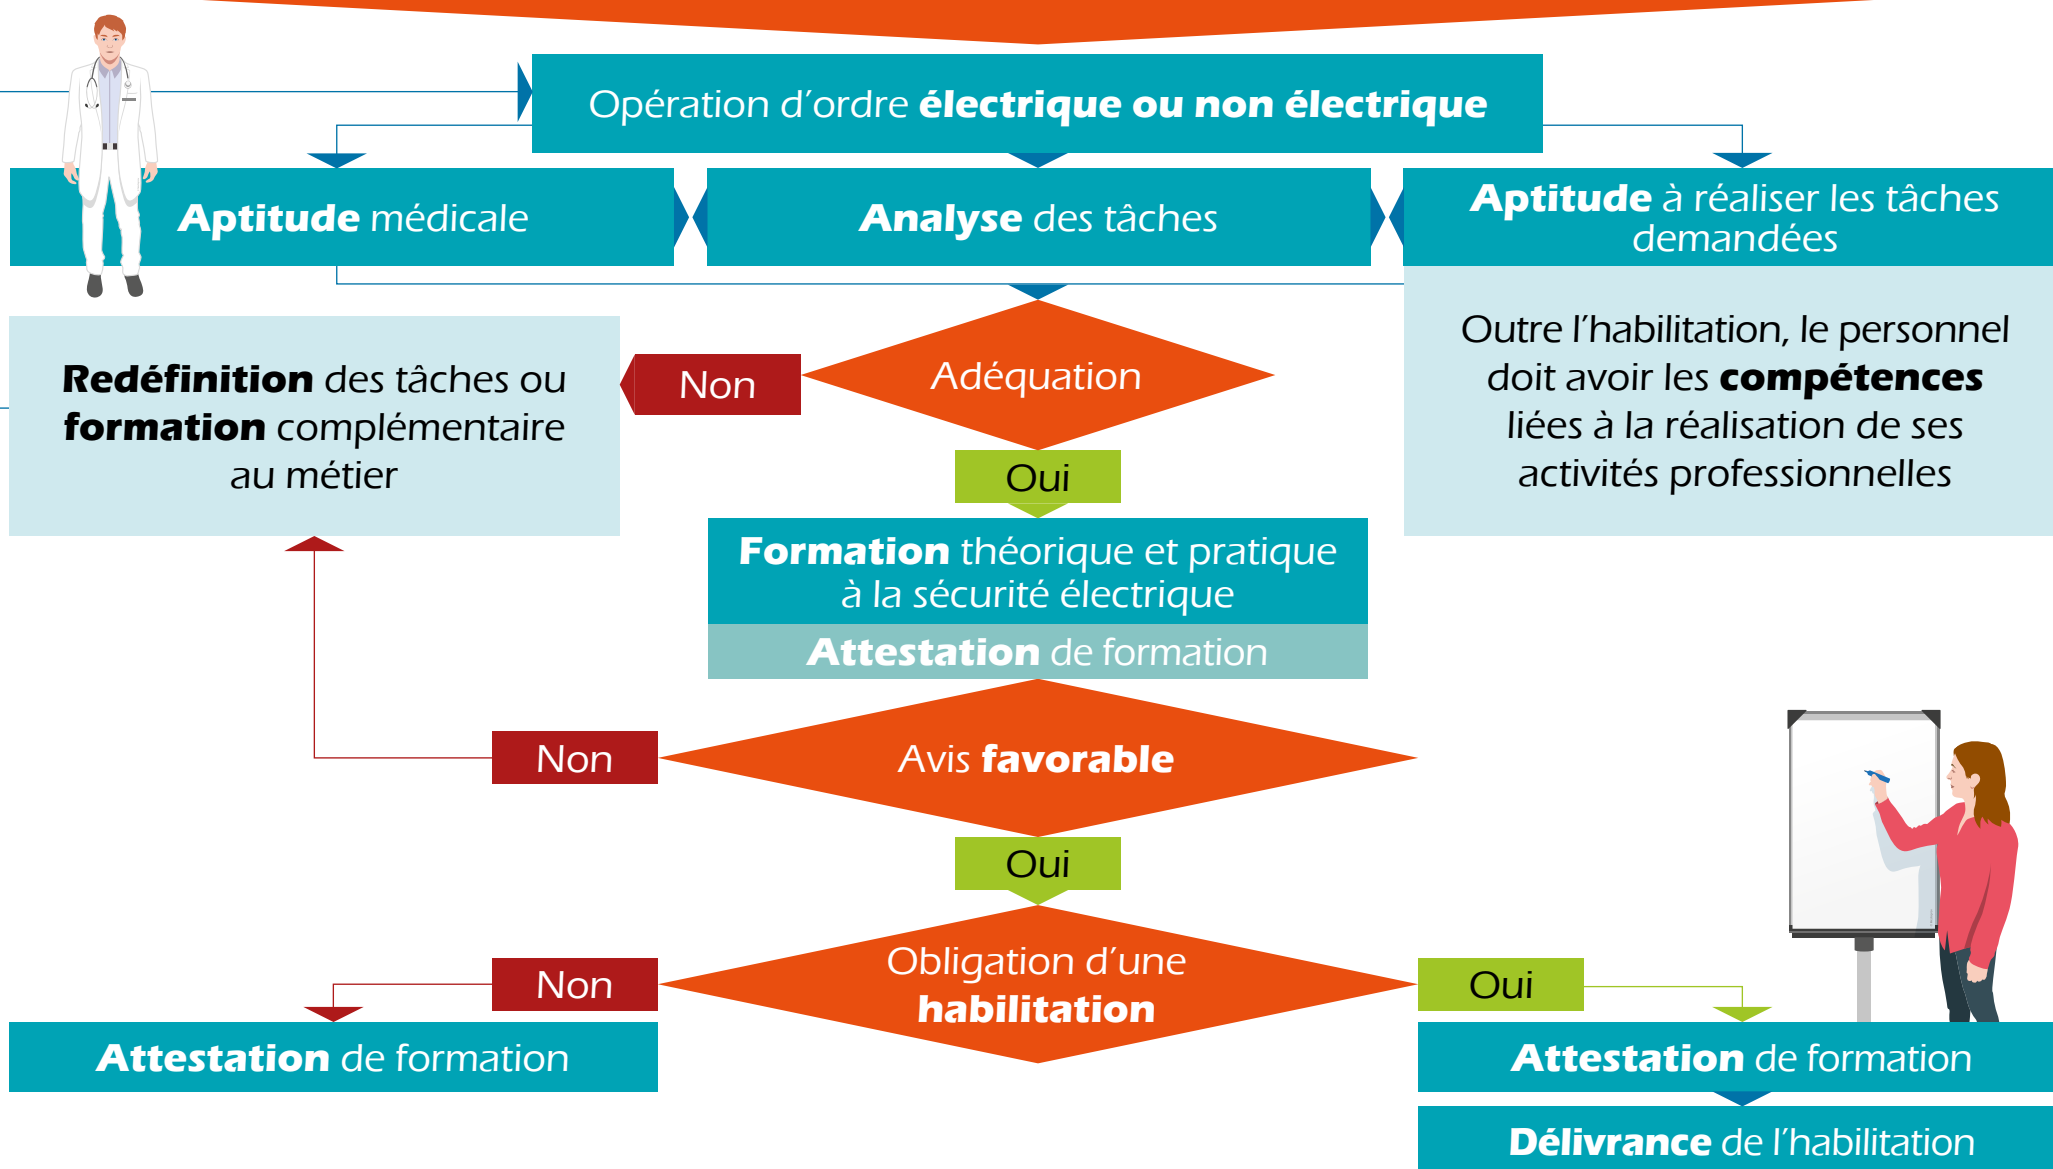 Opération d'ordre électrique ou non électrique
Aptitude médicale
Analyse des tâches
Aptitude à réaliser les tâches
demandées
Outre l'habilitation, le personnel
doit avoir les compétences
liées à la réalisation de ses
activités professionnelles
Adéquation
Non
Redéfinition des tâches ou
formation complémentaire
au métier
Oui
Formation théorique et pratique
à la sécurité électrique
Attestation de formation
Avis favorable
Non
Oui
Obligation d'une
habilitation
Non
Oui
Attestation de formation
Attestation de formation
Délivrance de l'habilitation